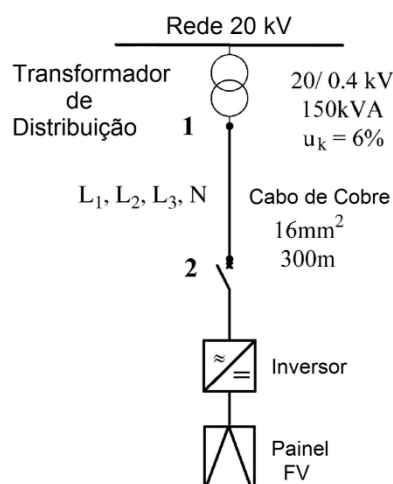 Rede 20 kV
Transformador
de
Distribuição
1
20/ 0.4 kV
150kVA
uk = 6%
L1, L2, L3, N
Cabo de Cobre
16mm²
300m
2
≈
=
Inversor
Painel
FV